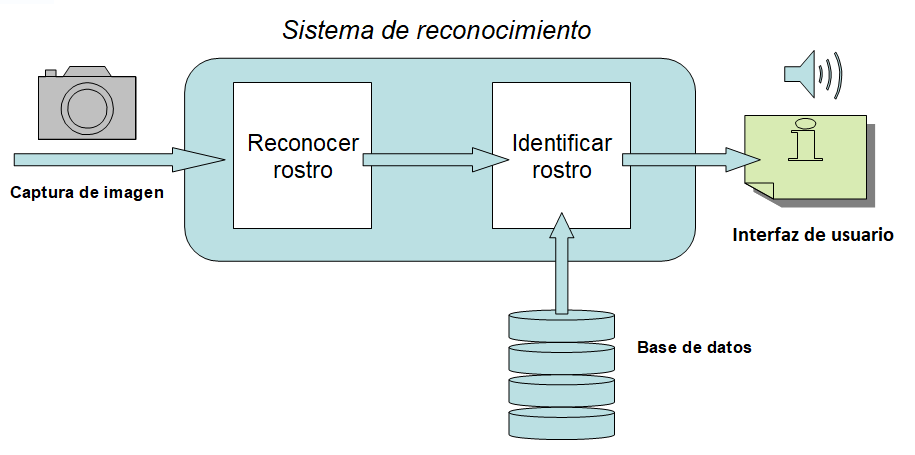 Sistema de reconocimiento
Reconocer
rostro
Identificar
rostro
Captura de imagen
i
Interfaz de usuario
Base de datos